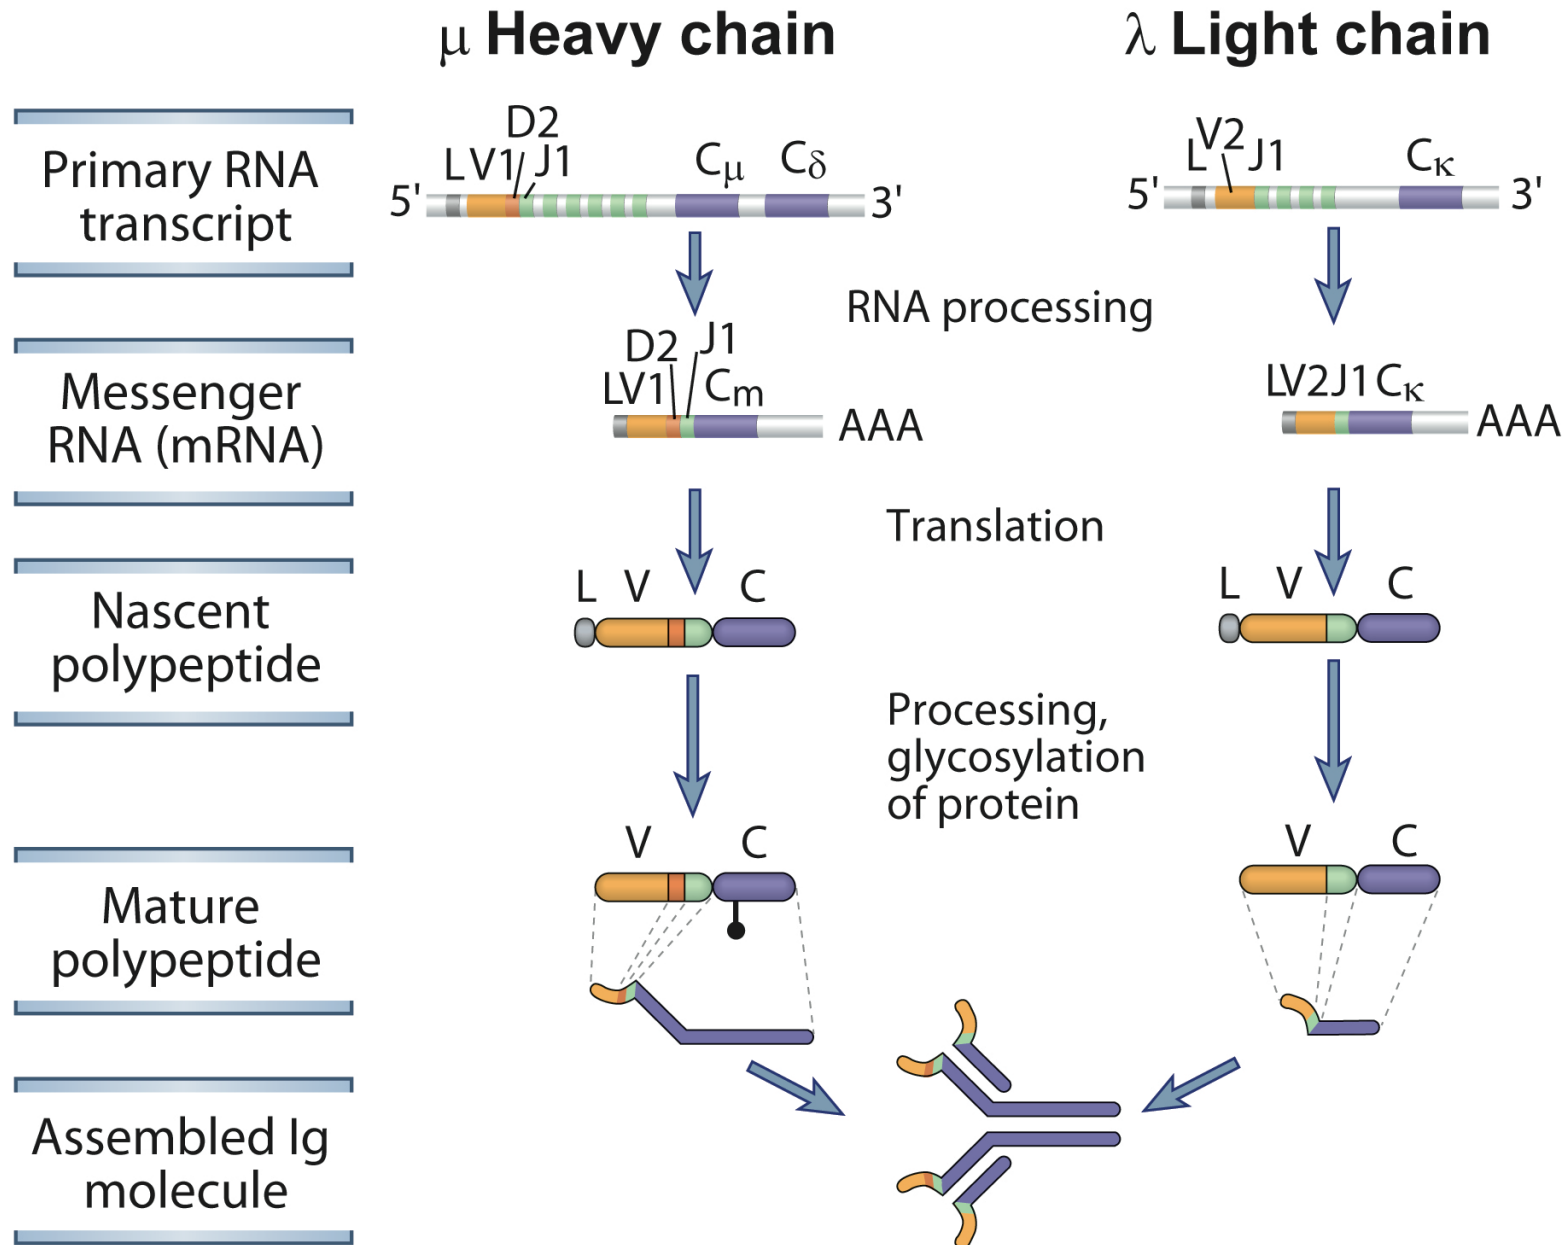 μ Heavy chain
λ Light chain
Primary RNA
transcript
D2
L V1 J1
Cμ
Cδ
5'
3'
V2
L J1
Cκ
5'
3'
RNA processing
Messenger
RNA (mRNA)
D2 J1
LV1 Cm
AAA
LV2J1Cκ
AAA
Translation
Nascent
polypeptide
L V C
L V C
Processing,
glycosylation
of protein
Mature
polypeptide
V C
V C
Assembled Ig
molecule